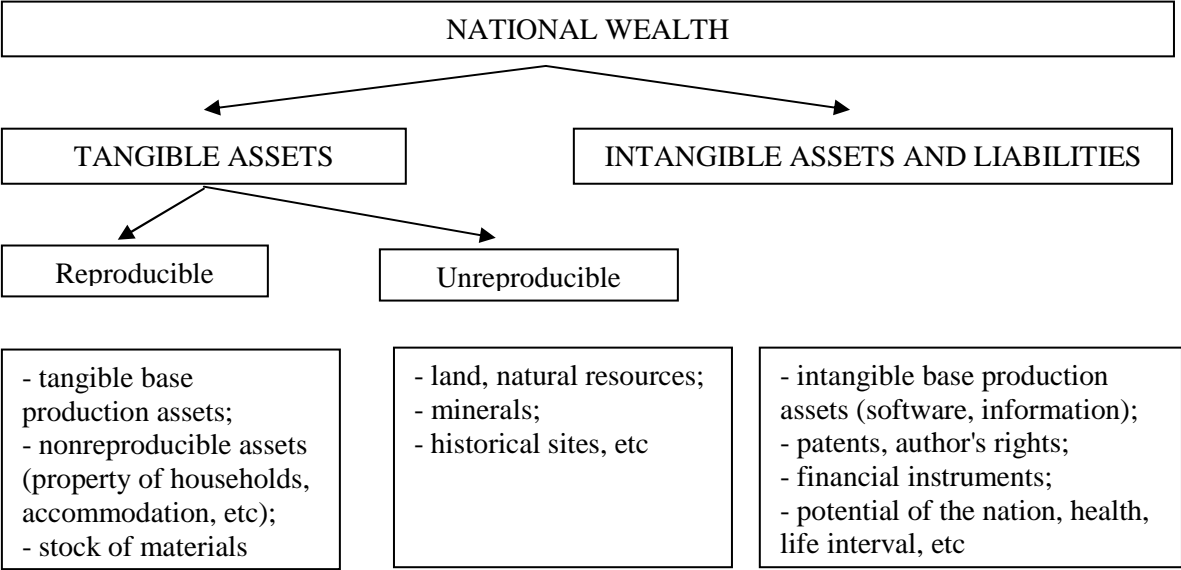 NATIONAL WEALTH
TANGIBLE ASSETS
INTANGIBLE ASSETS AND LIABILITIES
Reproducible
Unreproducible
- tangible base
production assets;
- nonreproducible assets
(property of households,
accommodation, etc);
- stock of materials
- land, natural resources;
- minerals;
- historical sites, etc
- intangible base production
assets (software, information);
- patents, author's rights;
- financial instruments;
- potential of the nation, health,
life interval, etc